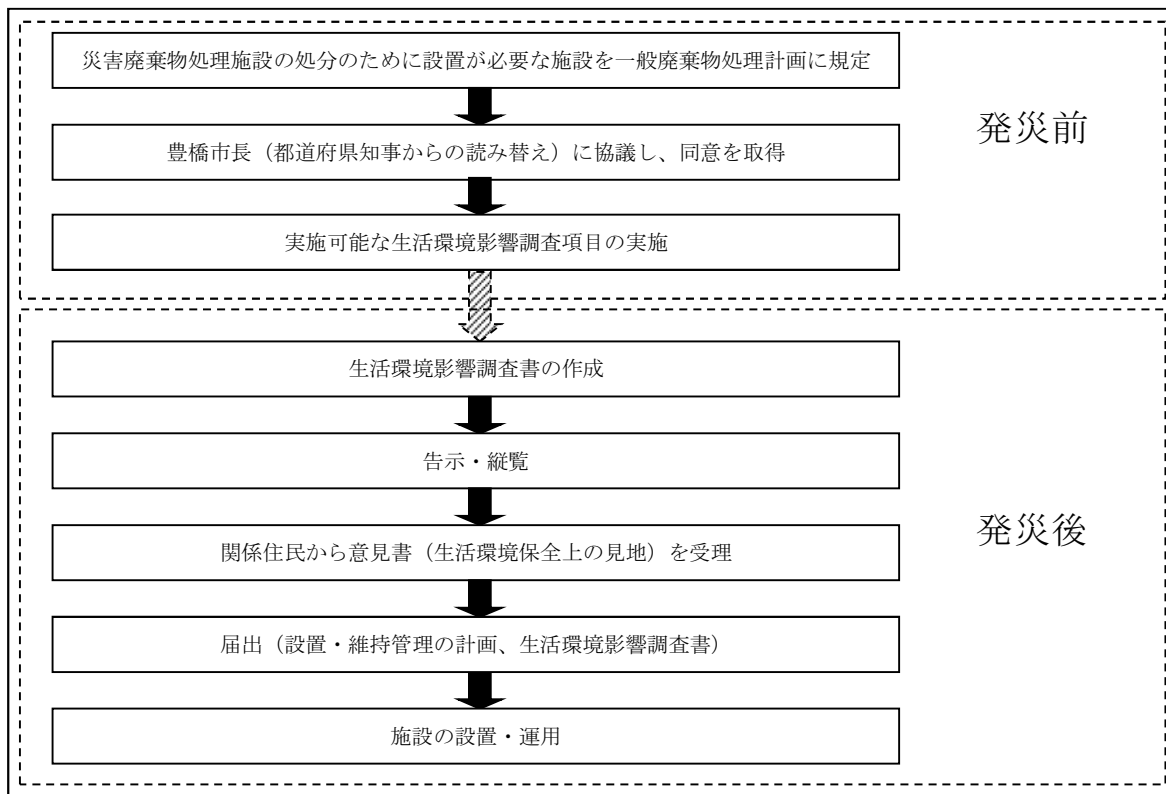 災害廃棄物処理施設の処分のために設置が必要な施設を一般廃棄物処理計画に規定
発災前
豊橋市長（都道府県知事からの読み替え）に協議し、同意を取得
実施可能な生活環境影響調査項目の実施
生活環境影響調査書の作成
告示・縦覧
発災後
関係住民から意見書（生活環境保全上の見地）を受理
届出（設置・維持管理の計画、生活環境影響調査書）
施設の設置・運用